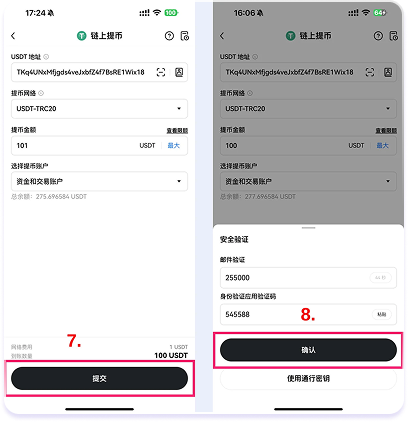 17:24
100
链上提币
USDT 地址
TKq4UNxMfjgds4veJxbfZ4f7BsRE1Wix18
提币网络
USDT-TRC20
提币金额
查看限额
101
USDT
最大
选择提币账户
资金和交易账户
总余额：275.696584 USDT
7.
网络费用
1 USDT
到账数量
100 USDT
提交
16:06
64
链上提币
USDT 地址
TKq4UNxMfjgds4veJxbfZ4f7BsRE1Wix18
提币网络
USDT-TRC20
提币金额
查看限额
100
USDT
最大
选择提币账户
资金和交易账户
总余额：277.696584 USDT
安全验证
邮件验证
255000
身份验证应用验证码
545588
粘贴
8.
确认
使用通行密钥